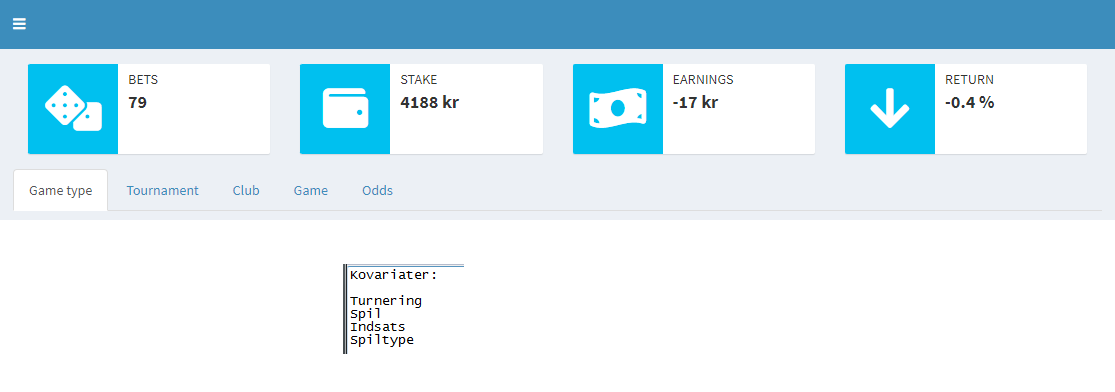 BETS
79
STAKE
4188 kr
EARNINGS
-17 kr
RETURN
-0.4 %
Game type Tournament Club Game Odds
Kovariater:
Turnering
Spil
Indsats
Spiltype